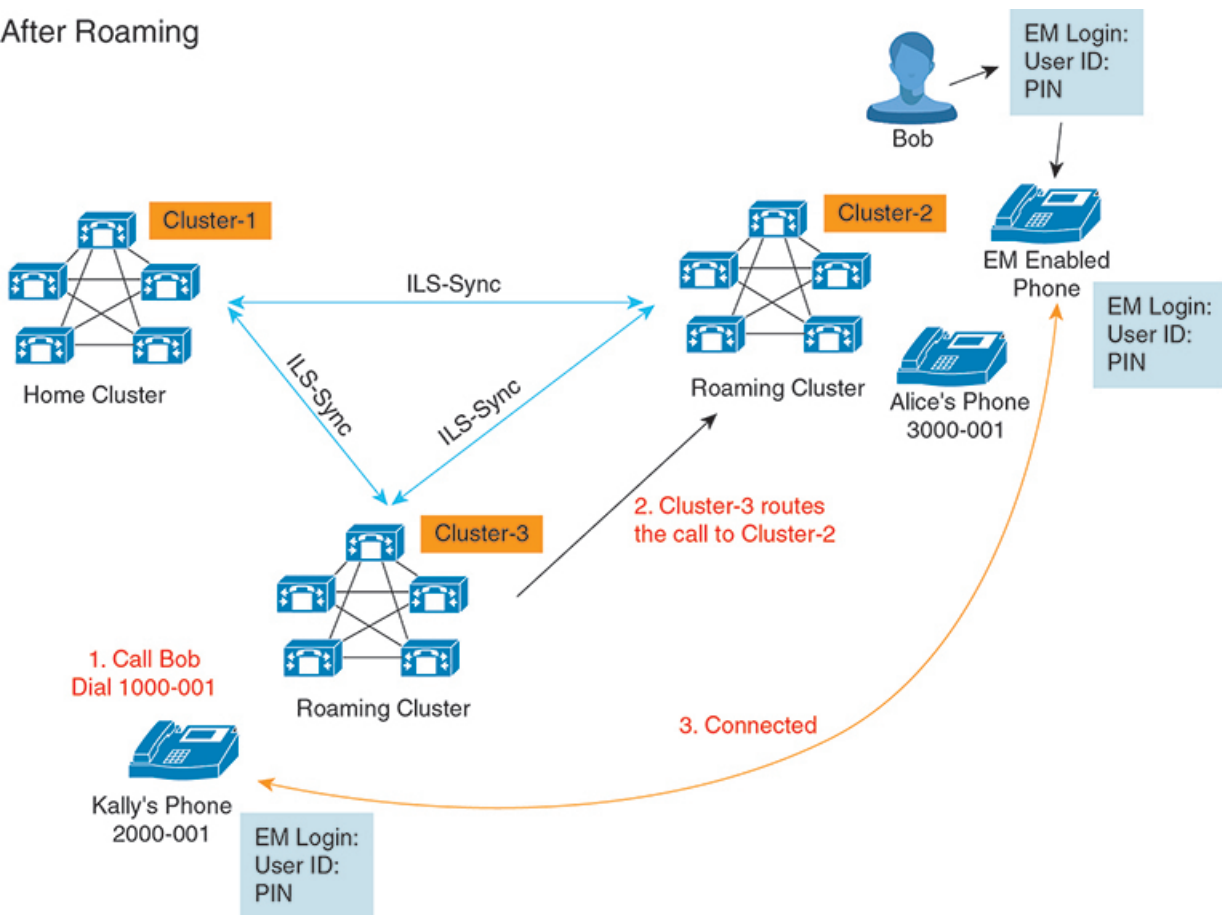 After Roaming
EM Login:
User ID:
PIN
Bob
Cluster-1
Cluster-2
ILS-Sync
EM Enabled
Phone
EM Login:
User ID:
PIN
Home Cluster
Roaming Cluster
Alice's Phone
3000-001
ILS-Sync
ILS-Sync
Cluster-3
2. Cluster-3 routes
the call to Cluster-2
1. Call Bob
Dial 1000-001
Roaming Cluster
3. Connected
Kally's Phone
2000-001
EM Login:
User ID:
PIN